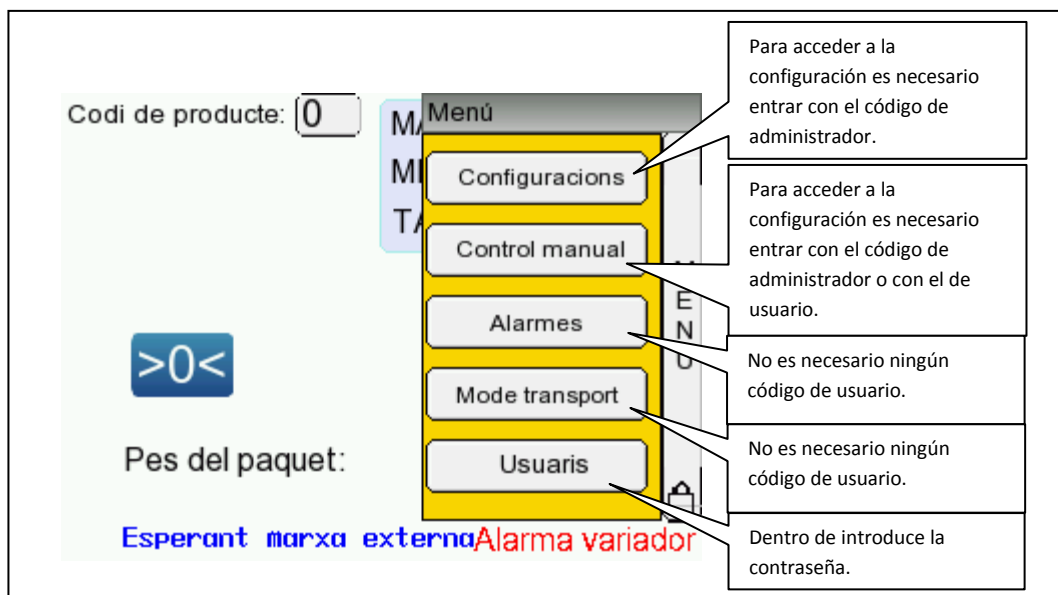 Codi de producte: 0
MA
MI
TA
Menú
Configuracions
Control manual
Alarmes
Mode transport
Usuaris
E
N
U
>0<
Pes del paquet:
Esperant marxa externa
Alarma variador
Para acceder a la
configuración es necesario
entrar con el código de
administrador.
Para acceder a la
configuración es necesario
entrar con el código de
administrador o con el de
usuario.
No es necesario ningún
código de usuario.
No es necesario ningún
código de usuario.
Dentro de introduce la
contraseña.